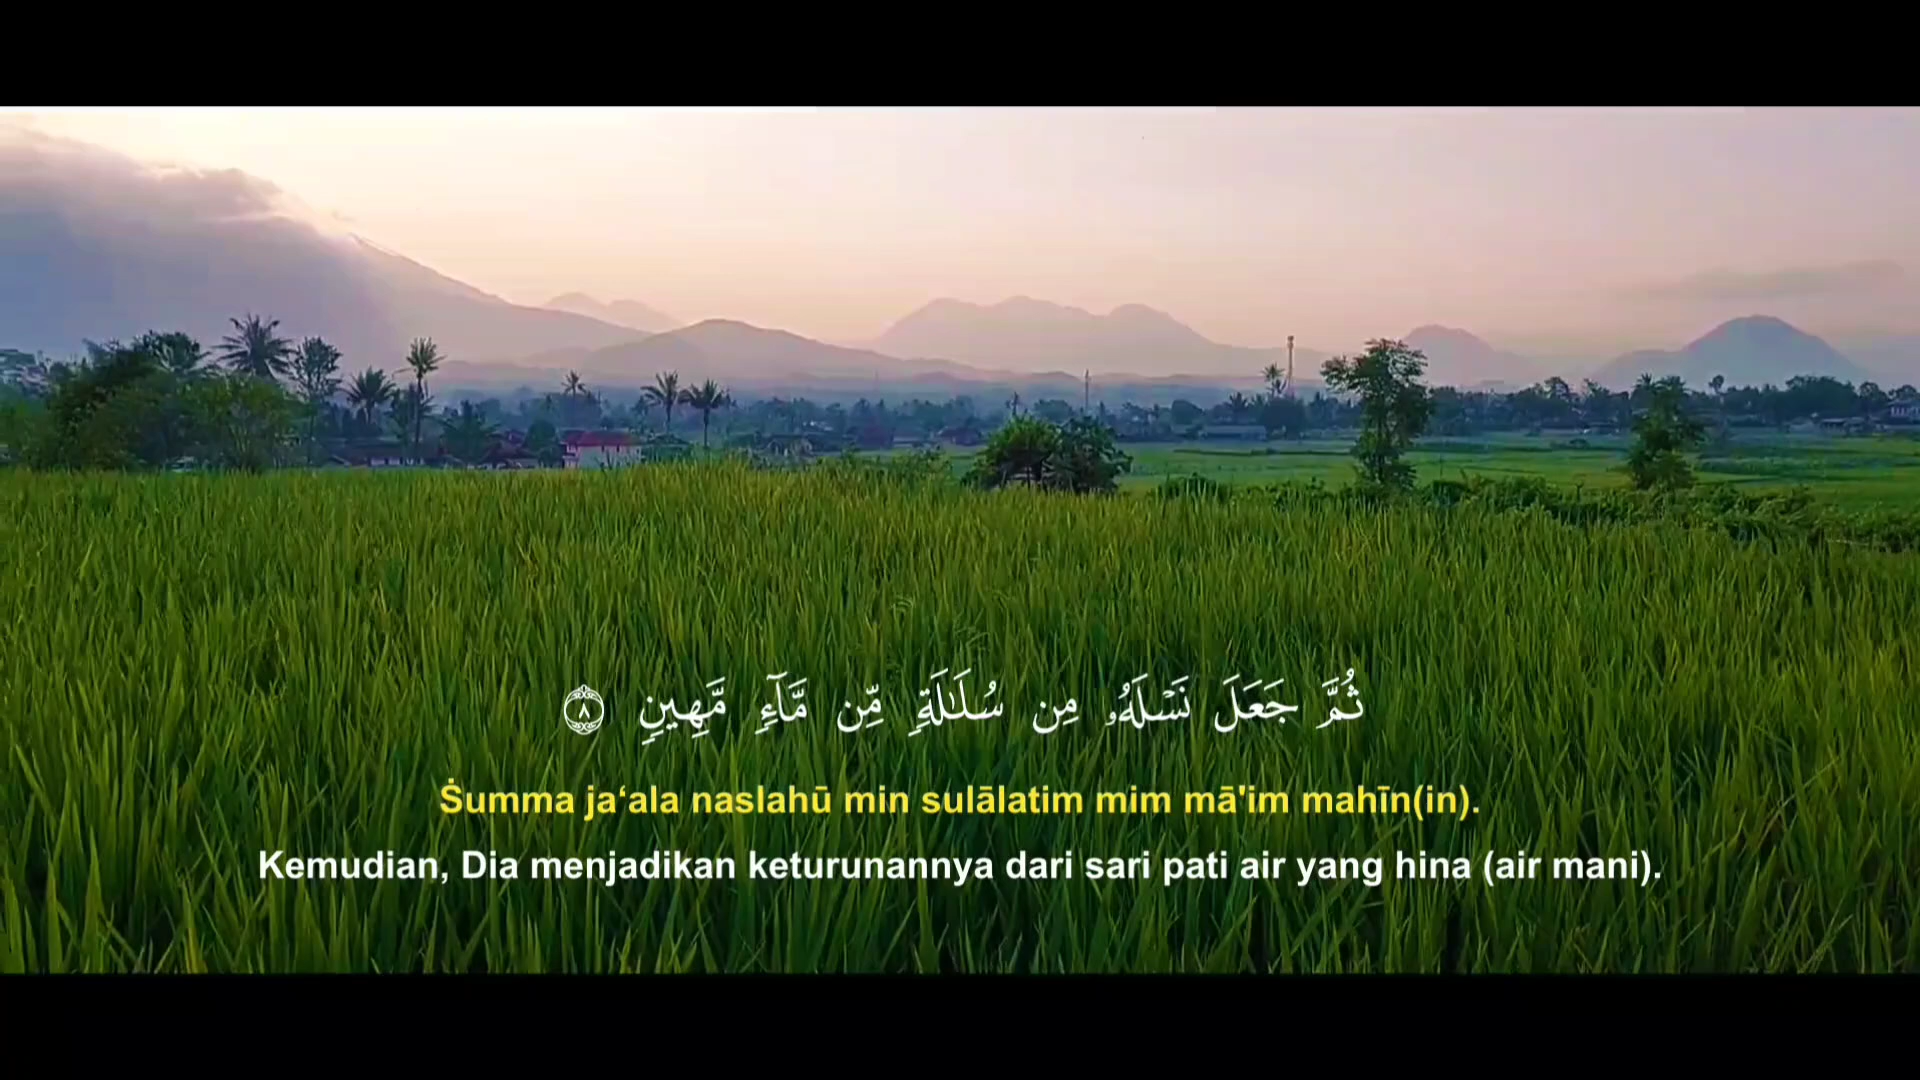 ثُمَّ جَعَلَ نَسْلَهُۥ مِن سُلَـٰلَةٍ مِّن مَّآءٍ مَّهِينٍ ٨
Ṡumma ja‘ala naslahū min sulālatim mim mā'im mahīn(in).
Kemudian, Dia menjadikan keturunannya dari sari pati air yang hina (air mani).